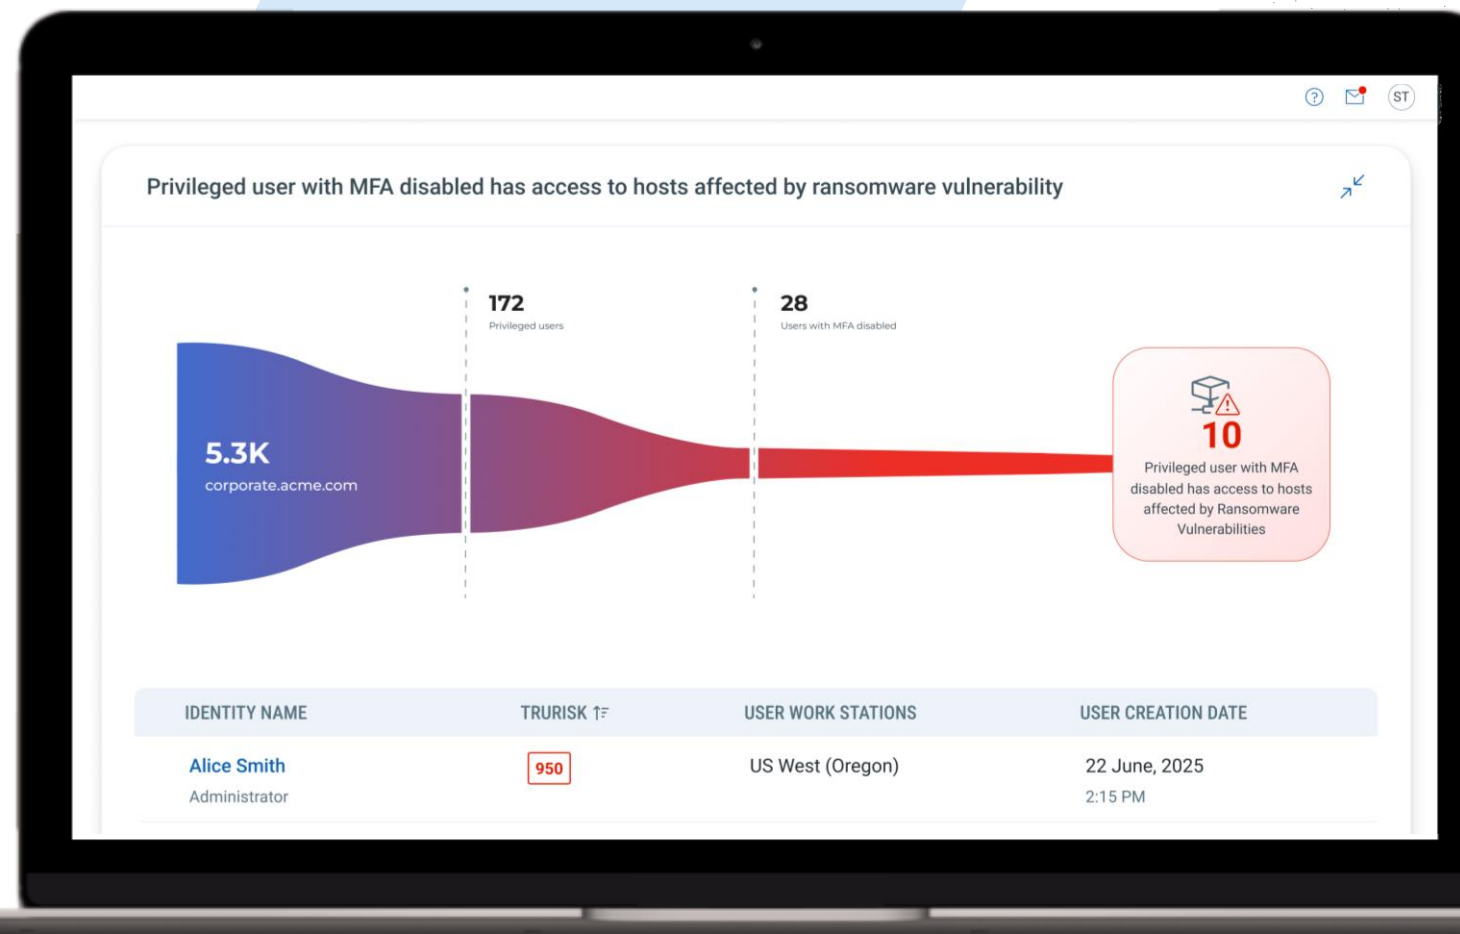 ?
ST
Privileged user with MFA disabled has access to hosts affected by ransomware vulnerability
172
Privileged users
28
Users with MFA disabled
5.3K
corporate.acme.com
10
Privileged user with MFA
disabled has access to hosts
affected by Ransomware
Vulnerabilities
IDENTITY NAME TRURISK USER WORK STATIONS USER CREATION DATE
Alice Smith 950 US West (Oregon) 22 June, 2025
Administrator 2:15 PM